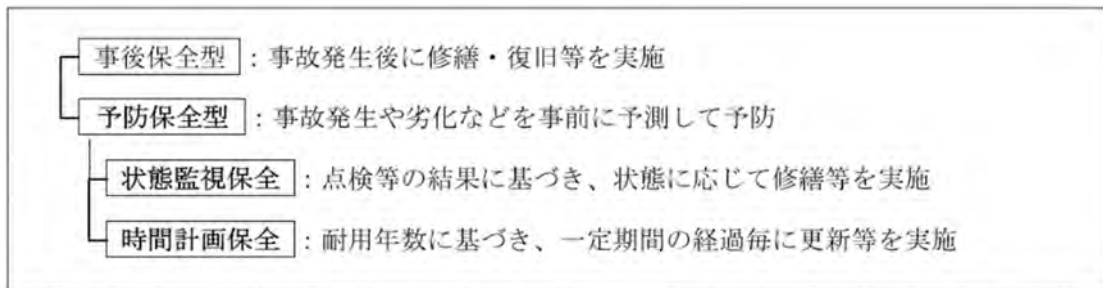 事後保全型：事故発生後に修繕・復旧等を実施
予防保全型：事故発生や劣化などを事前に予測して予防
状態監視保全：点検等の結果に基づき、状態に応じて修繕等を実施
時間計画保全：耐用年数に基づき、一定期間の経過毎に更新等を実施